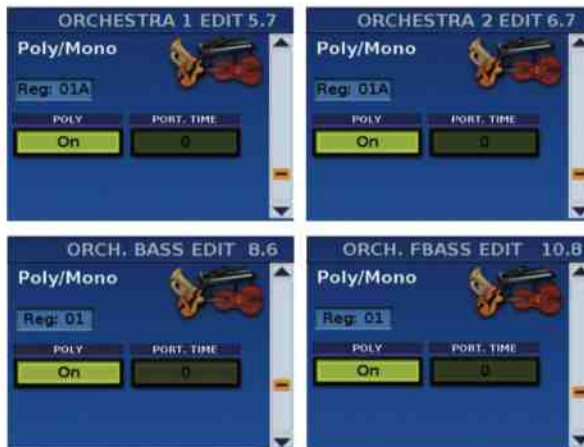 ORCHESTRA 1 EDIT 5.7
Poly/Mono
Reg: 01A
POLY PORT. TIME
On 0
ORCHESTRA 2 EDIT 6.7
Poly/Mono
Reg: 01A
POLY PORT. TIME
On 0
ORCH. BASS EDIT 8.6
Poly/Mono
Reg: 01
POLY PORT. TIME
On 0
ORCH. FBASS EDIT 10.8
Poly/Mono
Reg: 01
POLY PORT. TIME
On 0